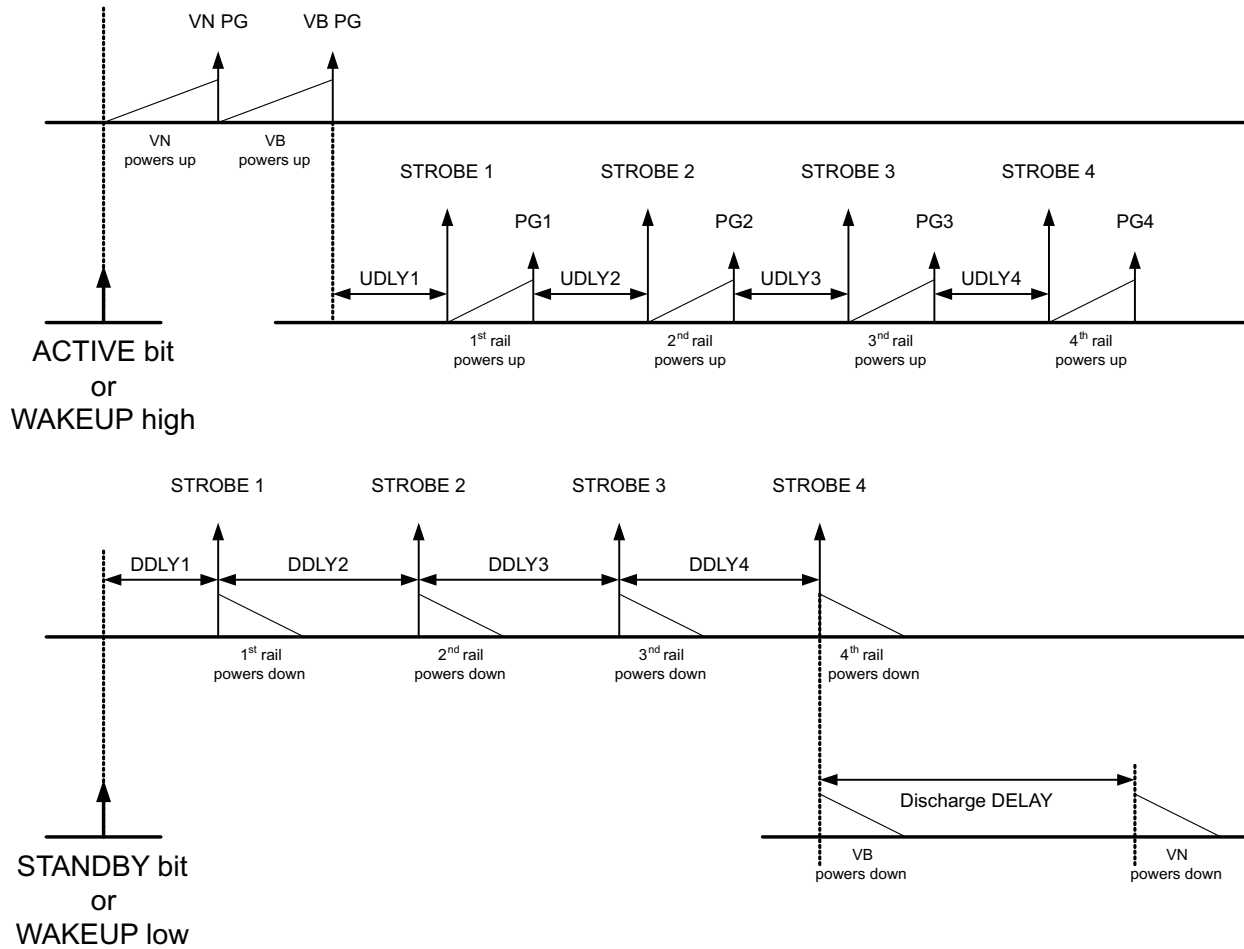 VN PG
VB PG
VN
powers up
VB
powers up
STROBE 1
STROBE 2
STROBE 3
STROBE 4
PG1
PG2
PG3
PG4
UDLY1
UDLY2
UDLY3
UDLY4
1st rail
powers up
2nd rail
powers up
3nd rail
powers up
4th rail
powers up
ACTIVE bit
or
WAKEUP high
STROBE 1
STROBE 2
STROBE 3
STROBE 4
DDLY1
DDLY2
DDLY3
DDLY4
1st rail
powers down
2nd rail
powers down
3nd rail
powers down
4th rail
powers down
Discharge DELAY
VB
powers down
VN
powers down
STANDBY bit
or
WAKEUP low